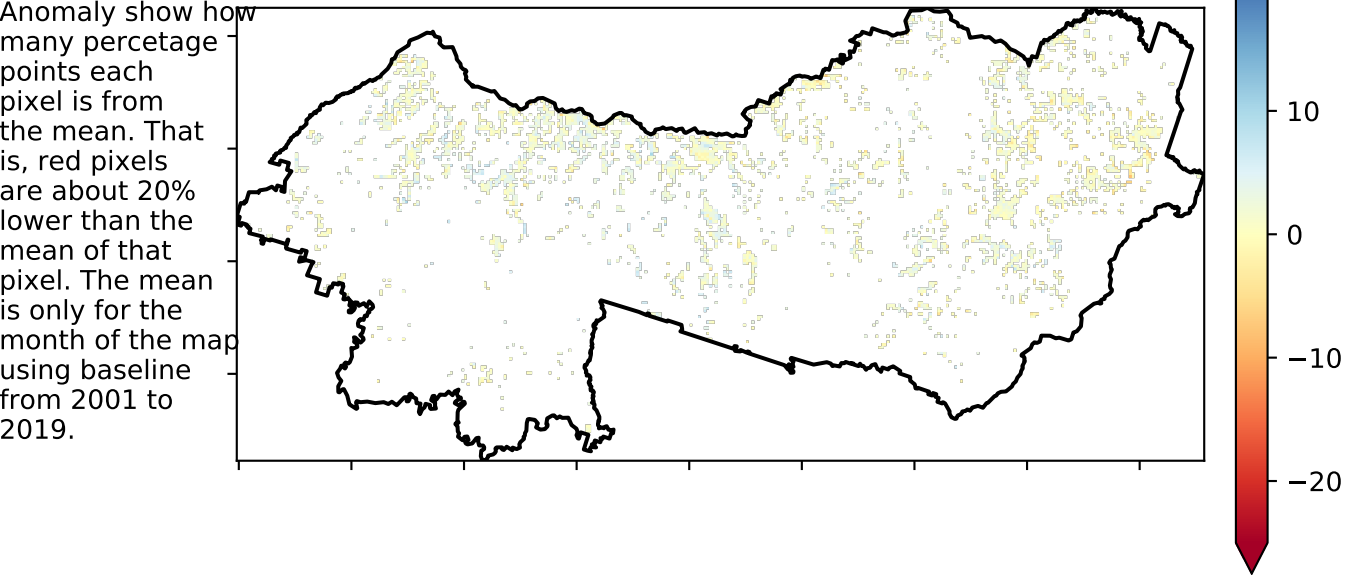 Anomaly show how
many percetage
points each
pixel is from
the mean. That
is, red pixels
are about 20%
lower than the
mean of that
pixel. The mean
is only for the
month of the map
using baseline
from 2001 to
2019.
10
0
−10
−20